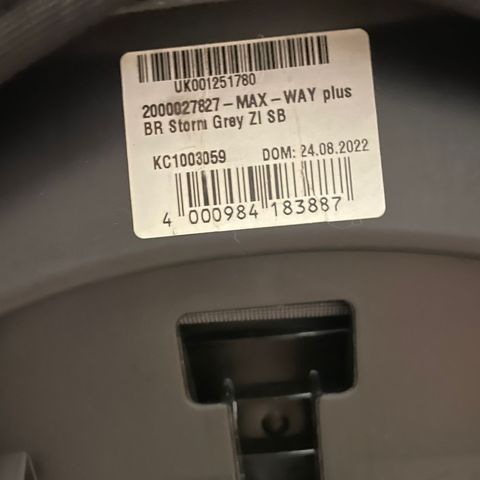 UK001251780
2000027827-MAX-WAY plus
BR Storm Grey ZI SB
KC1003059 DOM: 24.08.2022
4 000984 183887